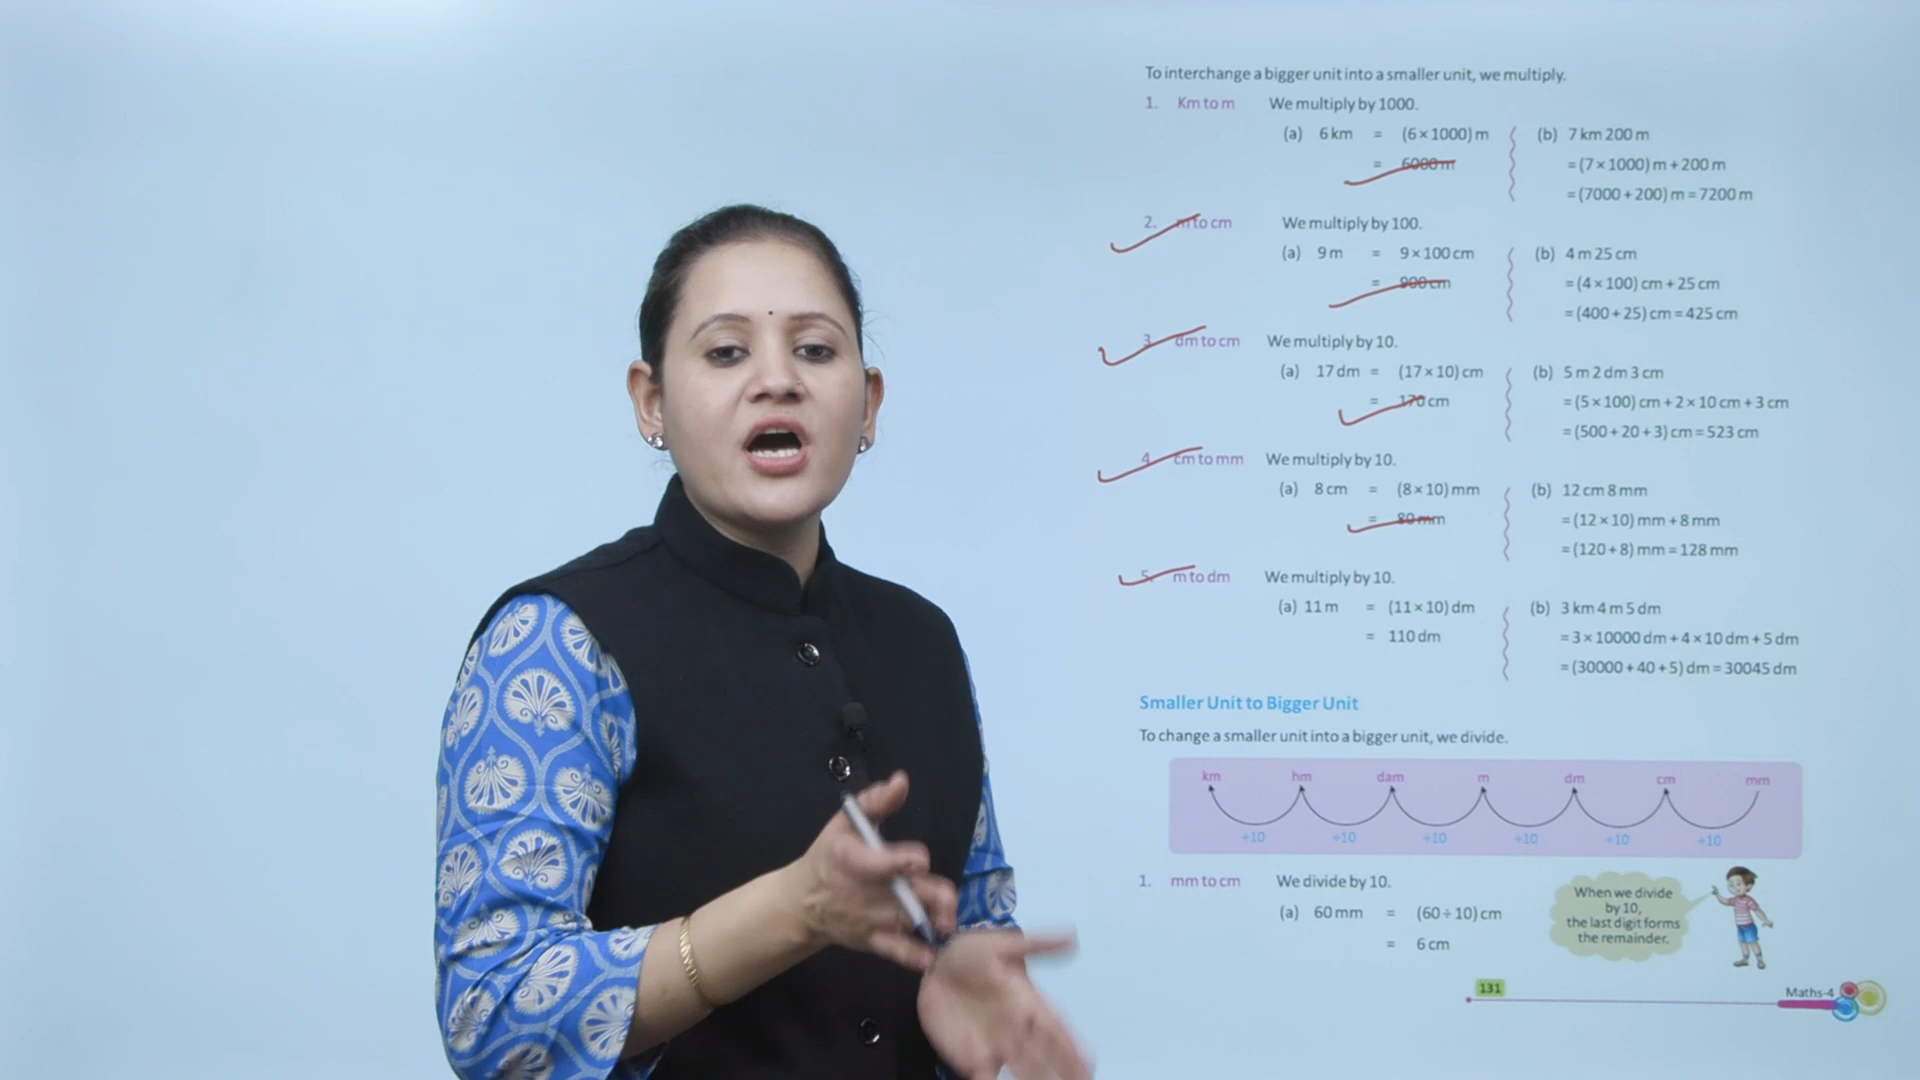 To interchange a bigger unit into a smaller unit, we multiply.
1. Km to m We multiply by 1000.
(a) 6 km = (6 × 1000) m (b) 7 km 200 m
= 6000 m = (7 × 1000) m + 200 m
= (7000 + 200) m = 7200 m
2. m to cm We multiply by 100.
(a) 9 m = 9 × 100 cm (b) 4 m 25 cm
= 900 cm = (4 × 100) cm + 25 cm
= (400 + 25) cm = 425 cm
3. dm to cm We multiply by 10.
(a) 17 dm = (17 × 10) cm (b) 5 m 2 dm 3 cm
= 170 cm = (5 × 100) cm + 2 × 10 cm + 3 cm
= (500 + 20 + 3) cm = 523 cm
4. cm to mm We multiply by 10.
(a) 8 cm = (8 × 10) mm (b) 12 cm 8 mm
= 80 mm = (12 × 10) mm + 8 mm
= (120 + 8) mm = 128 mm
5. m to dm We multiply by 10.
(a) 11 m = (11 × 10) dm (b) 3 km 4 m 5 dm
= 110 dm = 3 × 10000 dm + 4 × 10 dm + 5 dm
= (30000 + 40 + 5) dm = 30045 dm
Smaller Unit to Bigger Unit
To change a smaller unit into a bigger unit, we divide.
km hm dam m dm cm mm
÷10 ÷10 ÷10 ÷10 ÷10 ÷10
1. mm to cm We divide by 10.
(a) 60 mm = (60 ÷ 10) cm
= 6 cm
When we divide
by 10,
the last digit forms
the remainder.
131
Maths-4